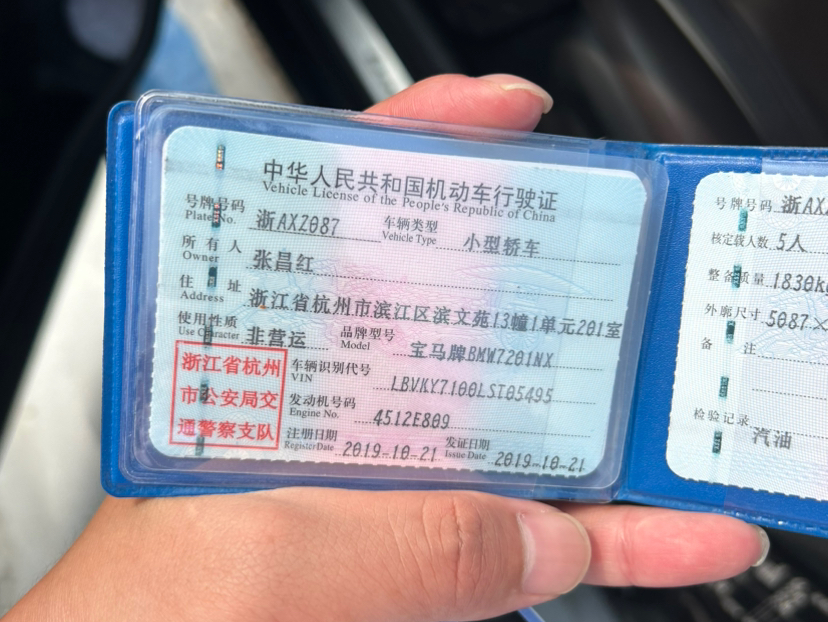 中华人民共和国机动车行驶证
Vehicle License of the People's Republic of China
号牌号码 浙AXZ087 车辆类型 小型轿车
Plate No. Vehicle Type
所有人 张昌红
Owner
住址 浙江省杭州市滨江区滨文苑13幢1单元201室
Address
使用性质 非营运 品牌型号 宝马牌BMW7201NX
Use Character Model
浙江省杭州
市公安局交
通警察支队
车辆识别代号 LBVKY7100LST05495
VIN
发动机号码 4512E809
Engine No.
注册日期 2019-10-21 发证日期 2019-10-21
Register Date Issue Date
号牌号码 浙AXZ
核定载人数 5人
整备质量 1830kg
外廓尺寸 5087×
备注
检验记录
汽油